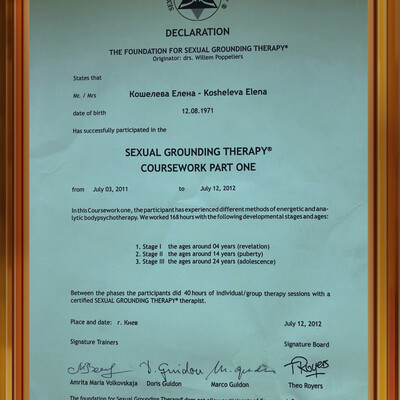 DECLARATION
THE FOUNDATION FOR SEXUAL GROUNDING THERAPY®
Originator: drs. Willem Poppeliers
States that
Mr. / Mrs Кошелева Елена - Kosheleva Elena
date of birth 12.08.1971
Has successfully participated in the
SEXUAL GROUNDING THERAPY®
COURSEWORK PART ONE
from July 03, 2011 to July 12, 2012
In this Coursework one, the participant has experienced different methods of energetic and ana-
lytic bodypsychotherapy. We worked 168 hours with the following developmental stages and ages:
1. Stage I the ages around 04 years (revelation)
2. Stage II the ages around 14 years (puberty)
3. Stage III the ages around 24 years (adolescence)
Between the phases the participants did 40 hours of individual/group therapy sessions with a
certified SEXUAL GROUNDING THERAPY® therapist.
Place and date: г. Киев July 12, 2012
Signature Trainers Signature Board
Amrita Maria Volkovskaja Doris Guidon Marco Guidon Theo Royers